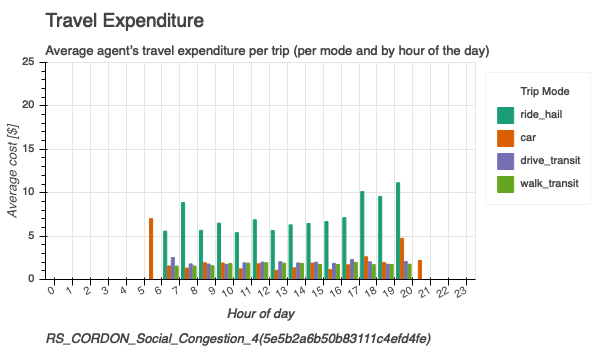 Travel Expenditure
Average agent's travel expenditure per trip (per mode and by hour of the day)
25
20
15
10
5
0
Average cost [$]
0 1 2 3 4 5 6 7 8 9 10 11 12 13 14 15 16 17 18 19 20 21 22 23
Hour of day
Trip Mode
ride_hail
car
drive_transit
walk_transit
RS_CORDON_Social_Congestion_4(5e5b2a6b50b83111c4efd4fe)